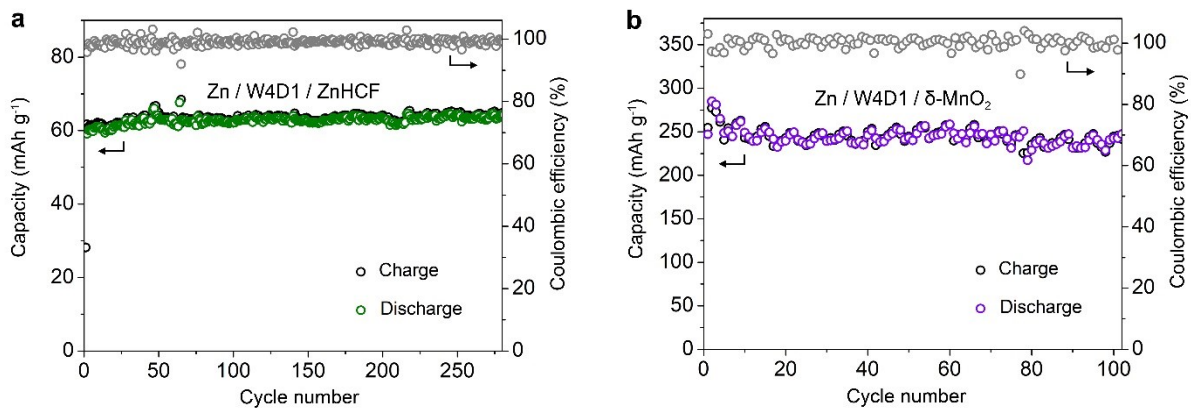 a
80
60
40
20
0
Capacity (mAh g⁻¹)
Zn / W4D1 / ZnHCF
Charge
Discharge
100
80
60
40
20
0
Coulombic efficiency (%)
0 50 100 150 200 250
Cycle number
b
350
300
250
200
150
100
50
0
Capacity (mAh g⁻¹)
Zn / W4D1 / δ-MnO₂
Charge
Discharge
100
80
60
40
20
0
Coulombic efficiency (%)
0 20 40 60 80 100
Cycle number